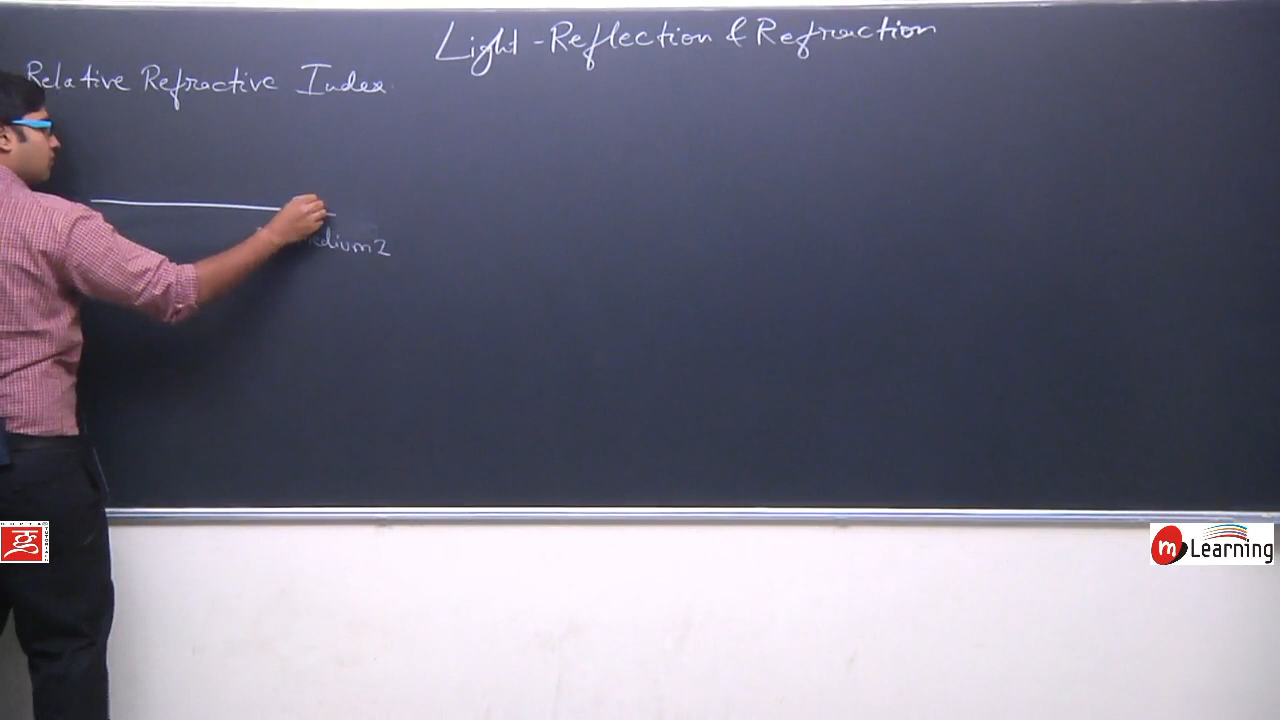 Light - Reflection & Refraction
Relative Refractive Index
medium 2
m Learning